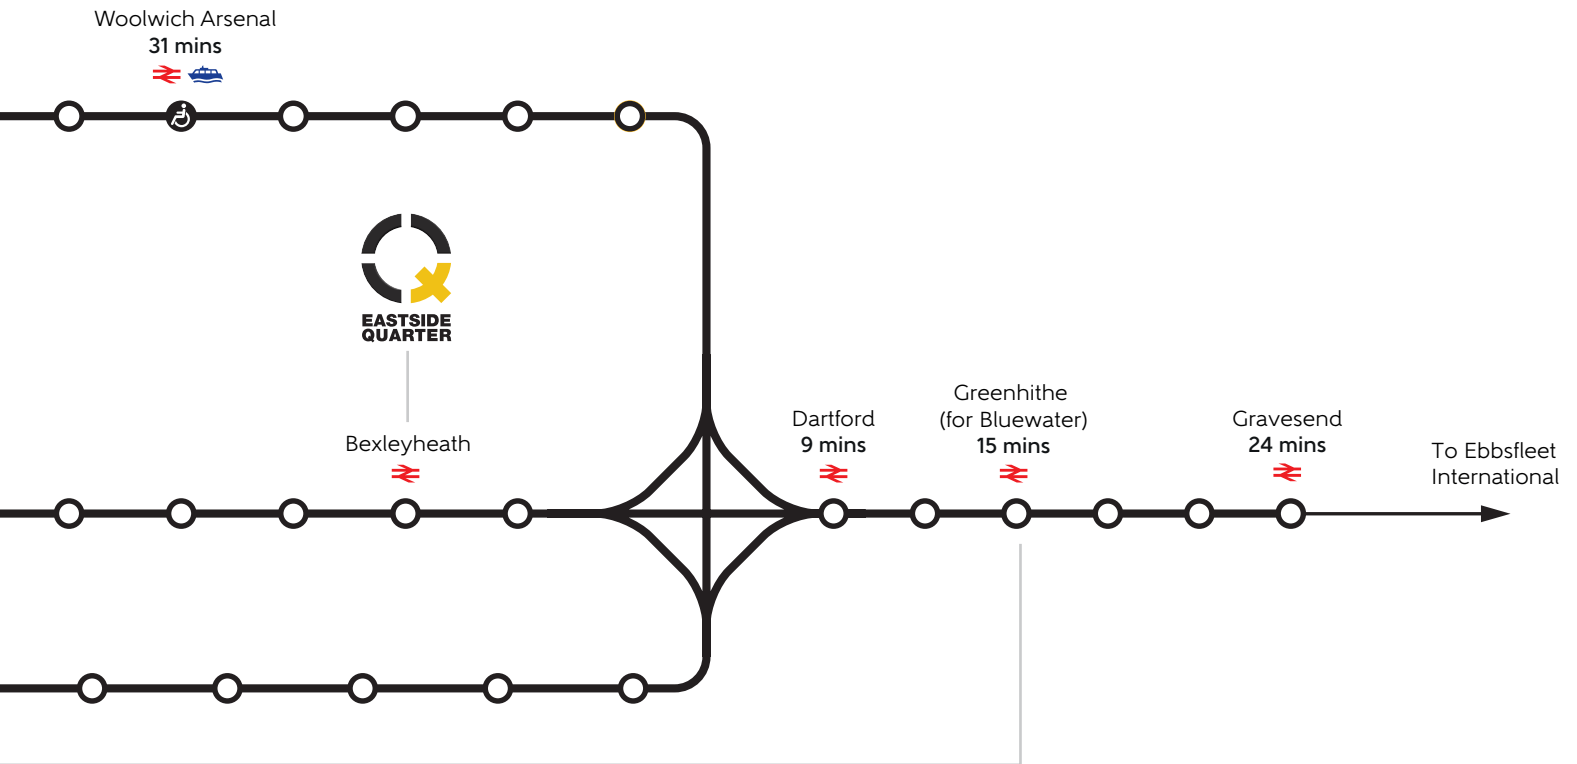 Woolwich Arsenal
31 mins
EASTSIDE
QUARTER
Bexleyheath
Dartford
9 mins
Greenhithe
(for Bluewater)
15 mins
Gravesend
24 mins
To Ebbsfleet
International